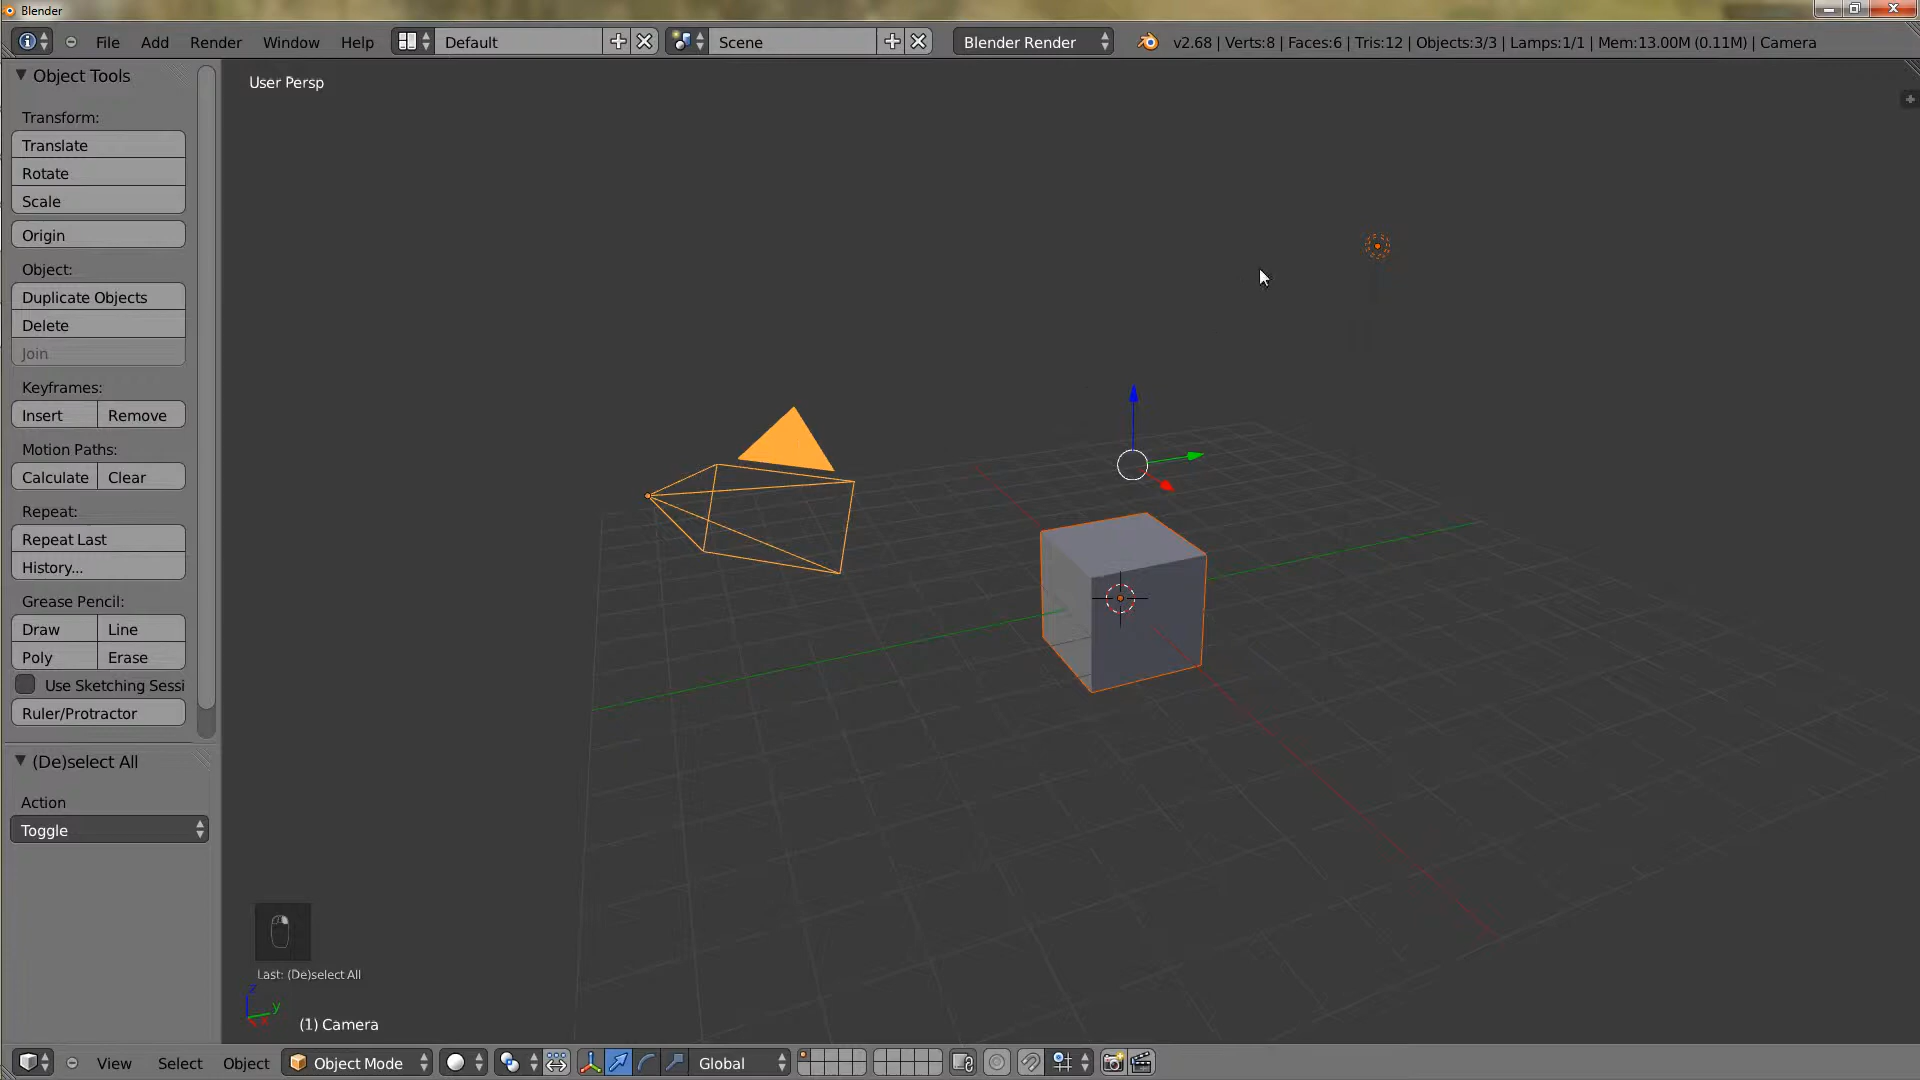 Blender
File Add Render Window Help Default Scene Blender Render v2.68 | Verts:8 | Faces:6 | Tris:12 | Objects:3/3 | Lamps:1/1 | Mem:13.00M (0.11M) | Camera
Object Tools
User Persp
Transform:
Translate
Rotate
Scale
Origin
Object:
Duplicate Objects
Delete
Join
Keyframes:
Insert Remove
Motion Paths:
Calculate Clear
Repeat:
Repeat Last
History...
Grease Pencil:
Draw Line
Poly Erase
Use Sketching Sessi
Ruler/Protractor
(De)select All
Action
Toggle
Last: (De)select All
z
y
x
(1) Camera
View Select Object Object Mode Global